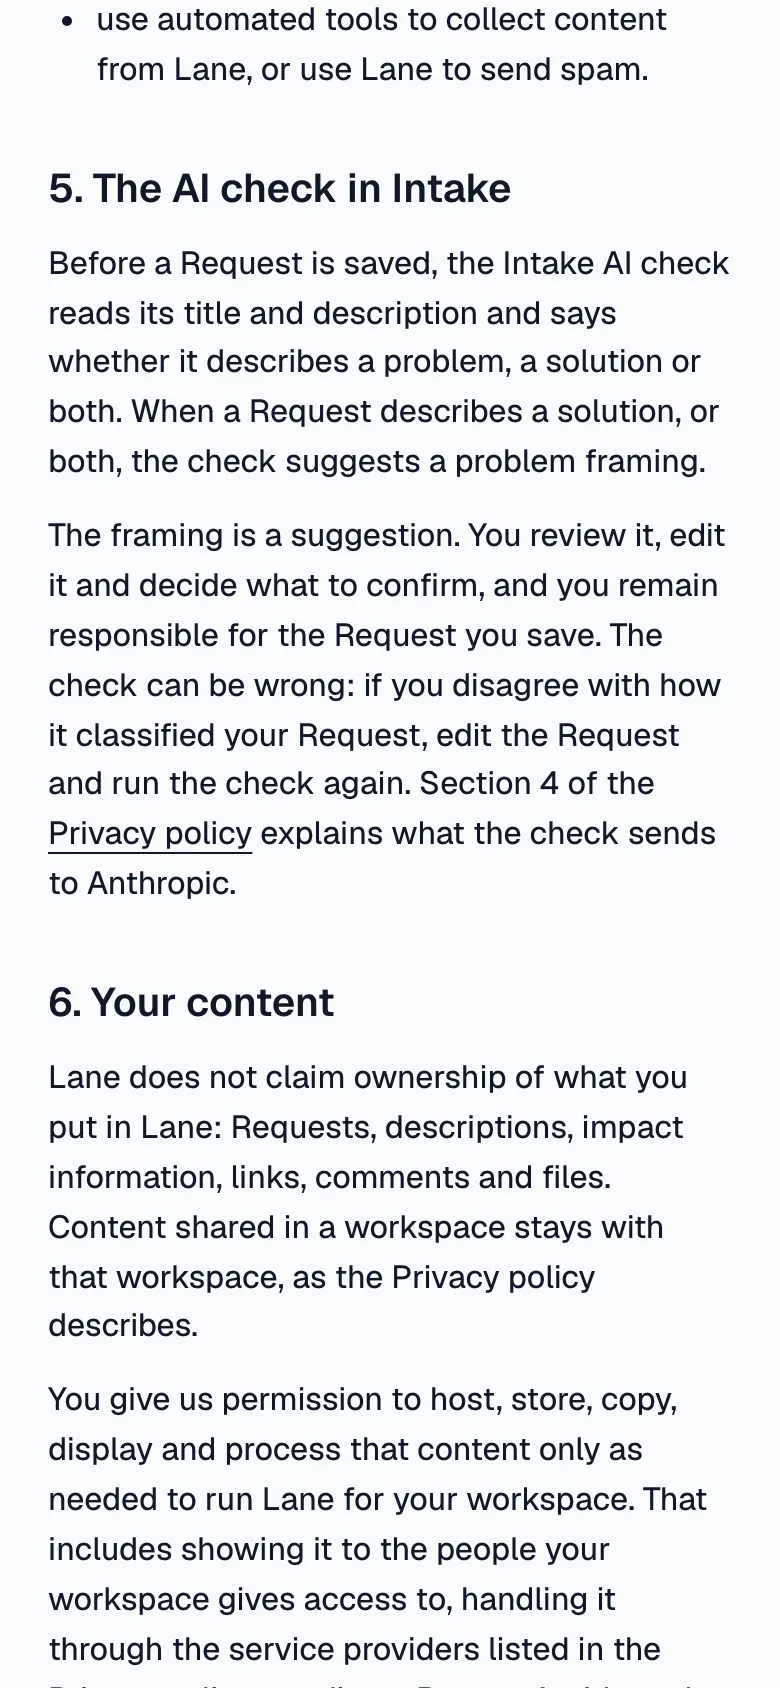 use automated tools to collect content
from Lane, or use Lane to send spam.
5. The AI check in Intake
Before a Request is saved, the Intake AI check
reads its title and description and says
whether it describes a problem, a solution or
both. When a Request describes a solution, or
both, the check suggests a problem framing.
The framing is a suggestion. You review it, edit
it and decide what to confirm, and you remain
responsible for the Request you save. The
check can be wrong: if you disagree with how
it classified your Request, edit the Request
and run the check again. Section 4 of the
Privacy policy explains what the check sends
to Anthropic.
6. Your content
Lane does not claim ownership of what you
put in Lane: Requests, descriptions, impact
information, links, comments and files.
Content shared in a workspace stays with
that workspace, as the Privacy policy
describes.
You give us permission to host, store, copy,
display and process that content only as
needed to run Lane for your workspace. That
includes showing it to the people your
workspace gives access to, handling it
through the service providers listed in the